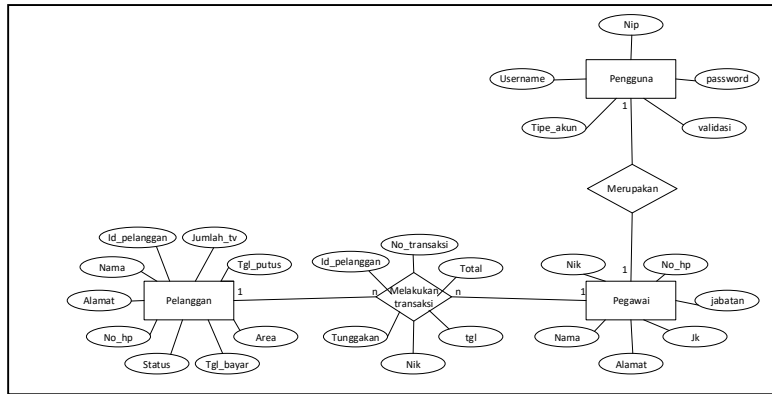 Nip
Username
Pengguna
password
1
Tipe_akun
validasi
Merupakan
Id_pelanggan
Jumlah_tv
No_transaksi
Nama
Tgl_putus
Id_pelanggan
Total
Nik
No_hp
1
Alamat
Pelanggan
1
n
Melakukan
transaksi
n
1
Pegawai
jabatan
No_hp
Area
Tunggakan
tgl
Nama
Jk
Status
Tgl_bayar
Nik
Alamat